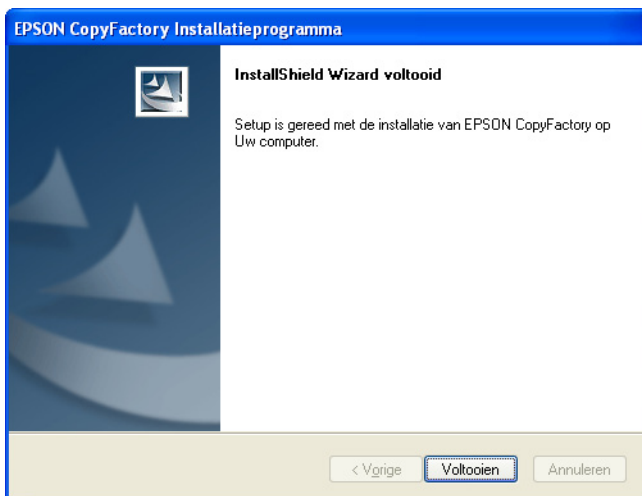 EPSON CopyFactory Installatieprogramma
InstallShield Wizard voltooid
Setup is gereed met de installatie van EPSON CopyFactory op
Uw computer.
< Vorige
Voltooien
Annuleren